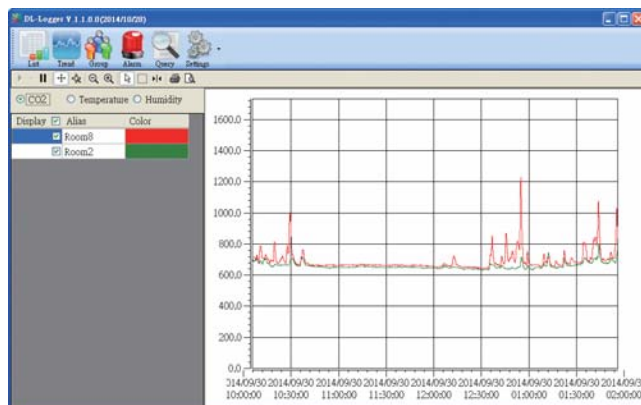 DL-Logger V.1.1.0.0(2014/10/20)
List Trend Group Alarm Query Settings
CO2 Temperature Humidity
Display Alias Color
Room8
Room2
1600.0
1400.0
1200.0
1000.0
800.0
600.0
400.0
200.0
0.0
2014/09/30 2014/09/30 2014/09/30 2014/09/30 2014/09/30 2014/09/30 2014/09/30 2014/09/30 2014/09/30
10:00:00 10:30:00 11:00:00 11:30:00 12:00:00 12:30:00 01:00:00 01:30:00 02:00:00